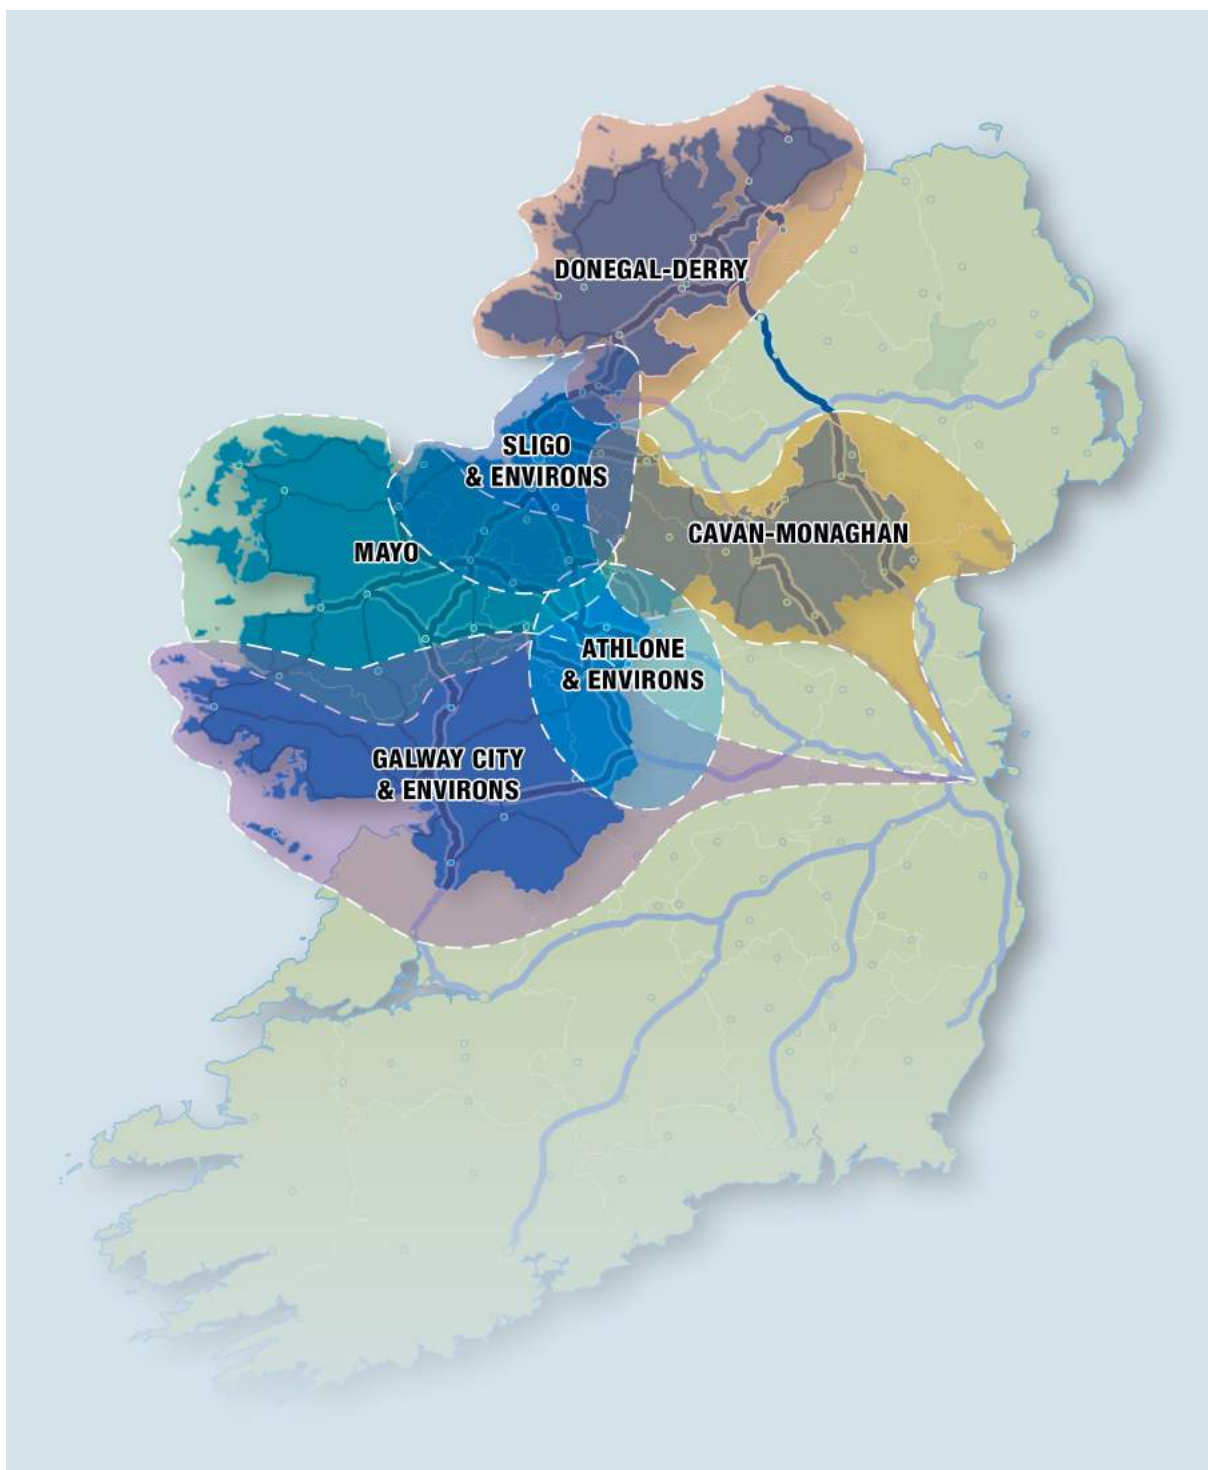 DONEGAL-DERRY
SLIGO
& ENVIRONS
CAVAN-MONAGHAN
MAYO
ATHLONE
& ENVIRONS
GALWAY CITY
& ENVIRONS